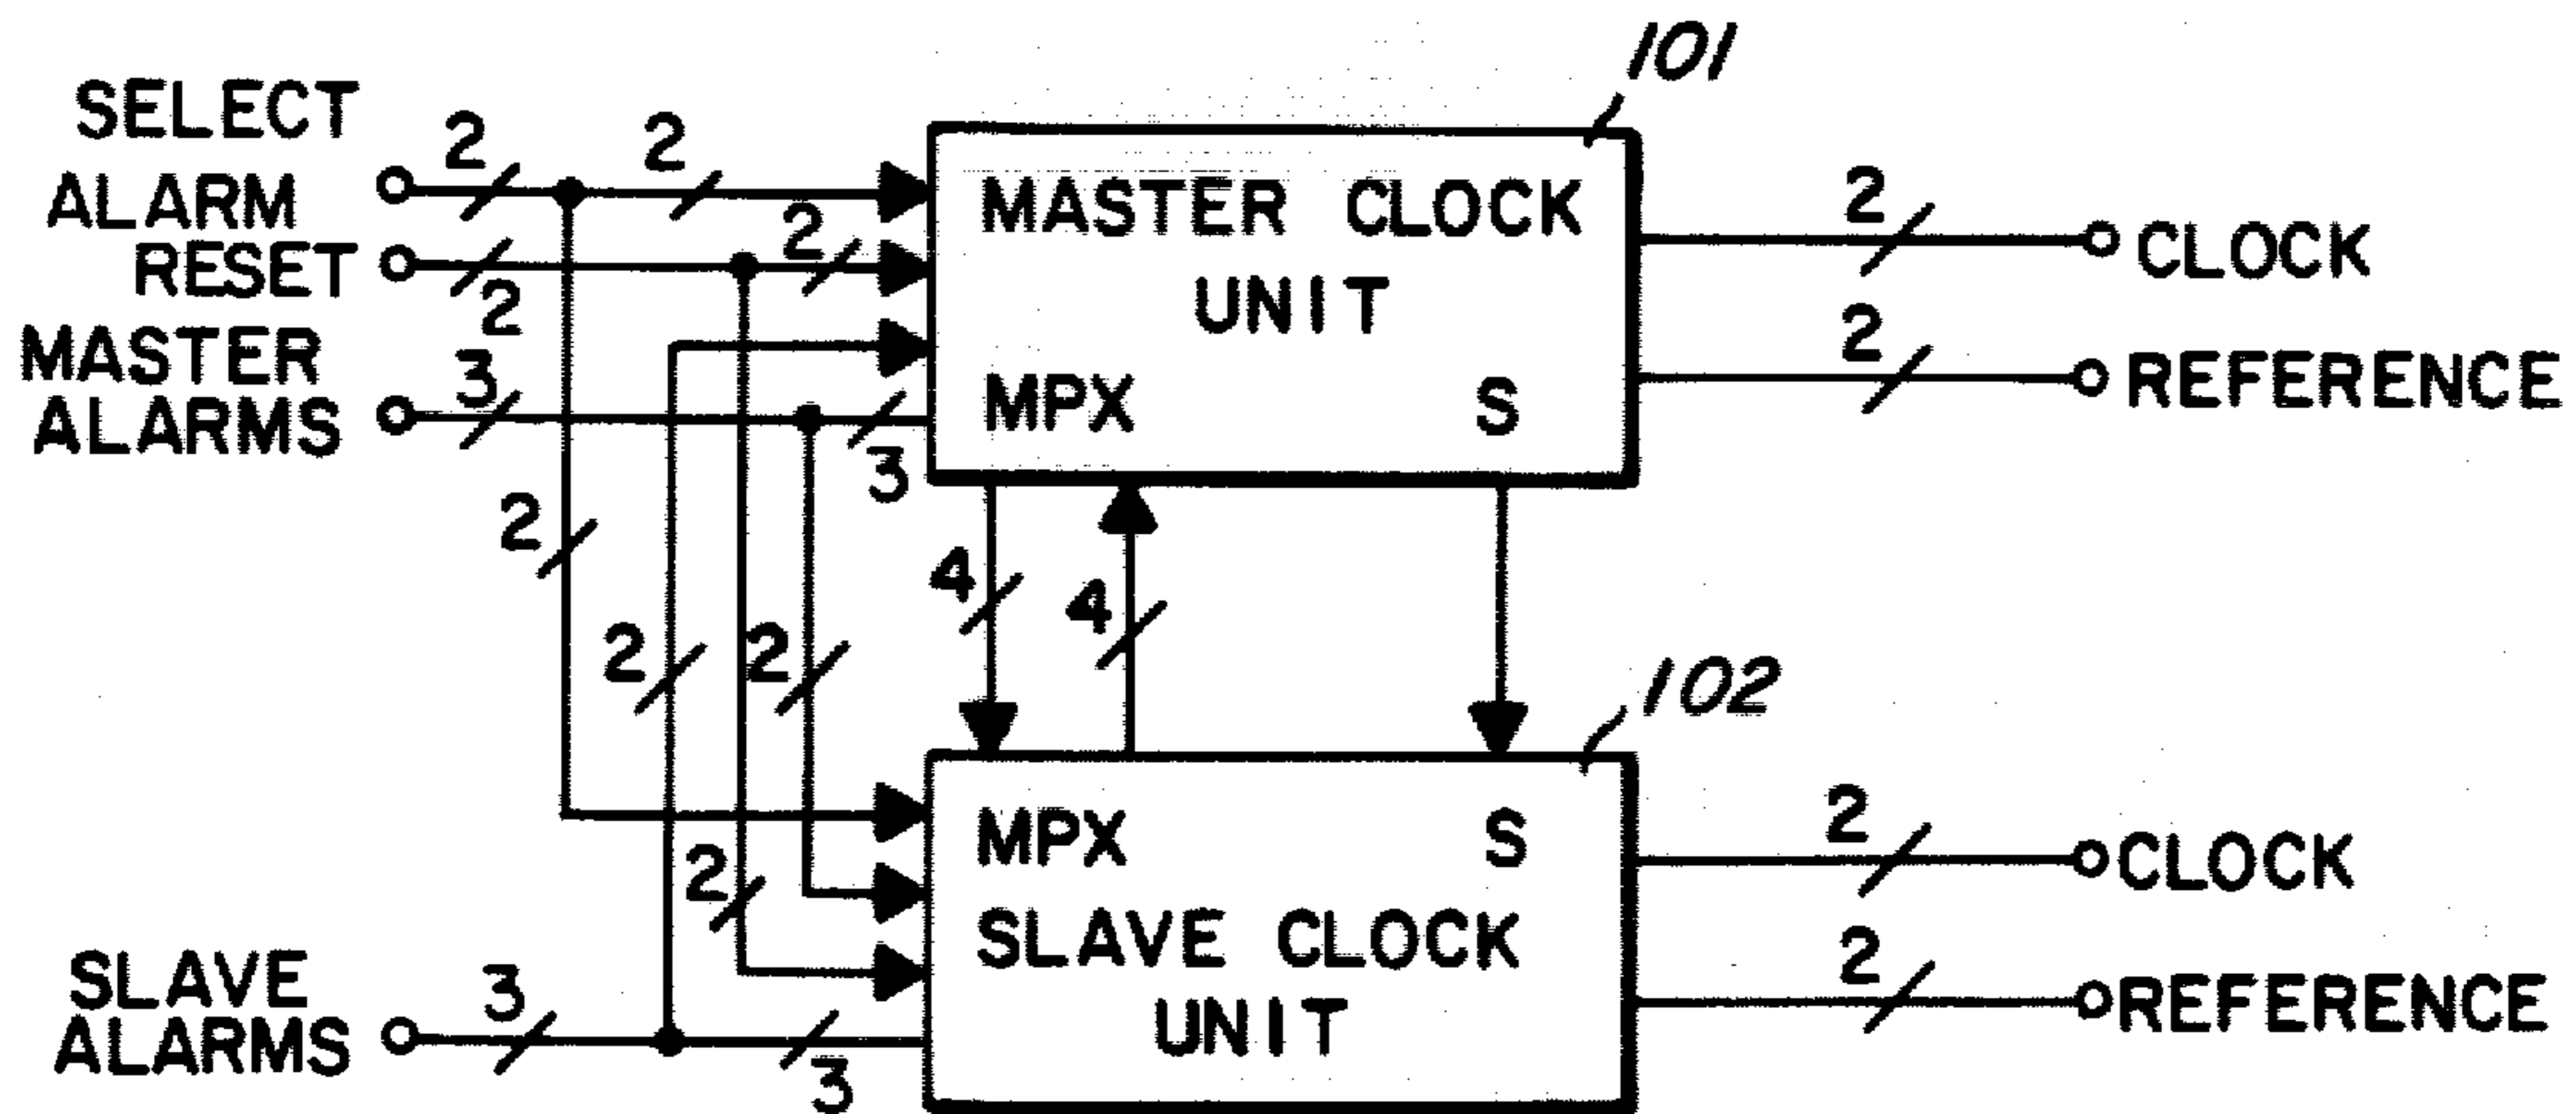 SELECT
ALARM
RESET
MASTER
ALARMS
2
2
2
2
3
3
101
MASTER CLOCK
UNIT
MPX S
2
CLOCK
2
REFERENCE
2
2
2
2
4
4
102
MPX S
SLAVE CLOCK
UNIT
2
CLOCK
2
REFERENCE
SLAVE
ALARMS
3
3